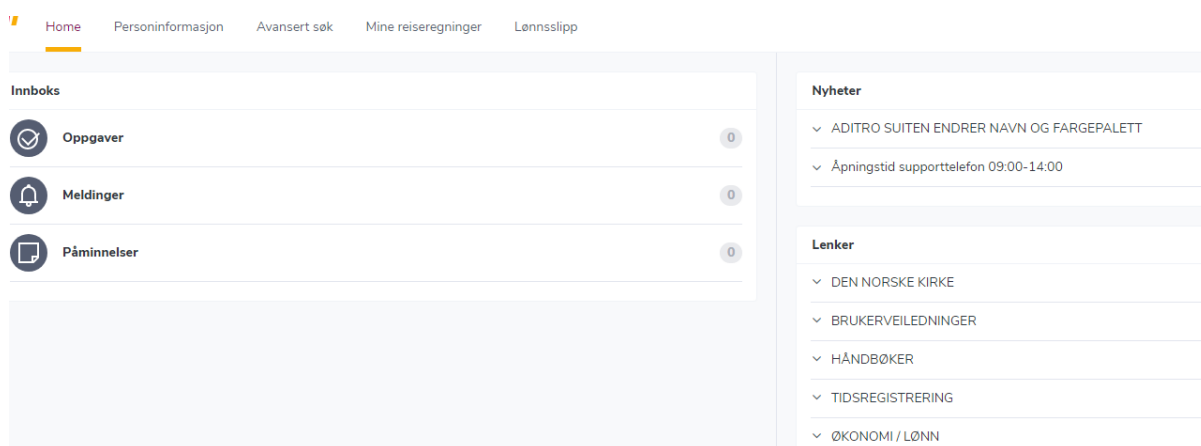 Home Personinformasjon Avansert søk Mine reiseregninger Lønnsslipp
Innboks
Oppgaver 0
Meldinger 0
Påminnelser 0
Nyheter
ADITRO SUITEN ENDRER NAVN OG FARGEPALETT
Åpningstid supporttelefon 09:00-14:00
Lenker
DEN NORSKE KIRKE
BRUKERVEILEDNINGER
HÅNDBØKER
TIDSREGISTRERING
ØKONOMI / LØNN